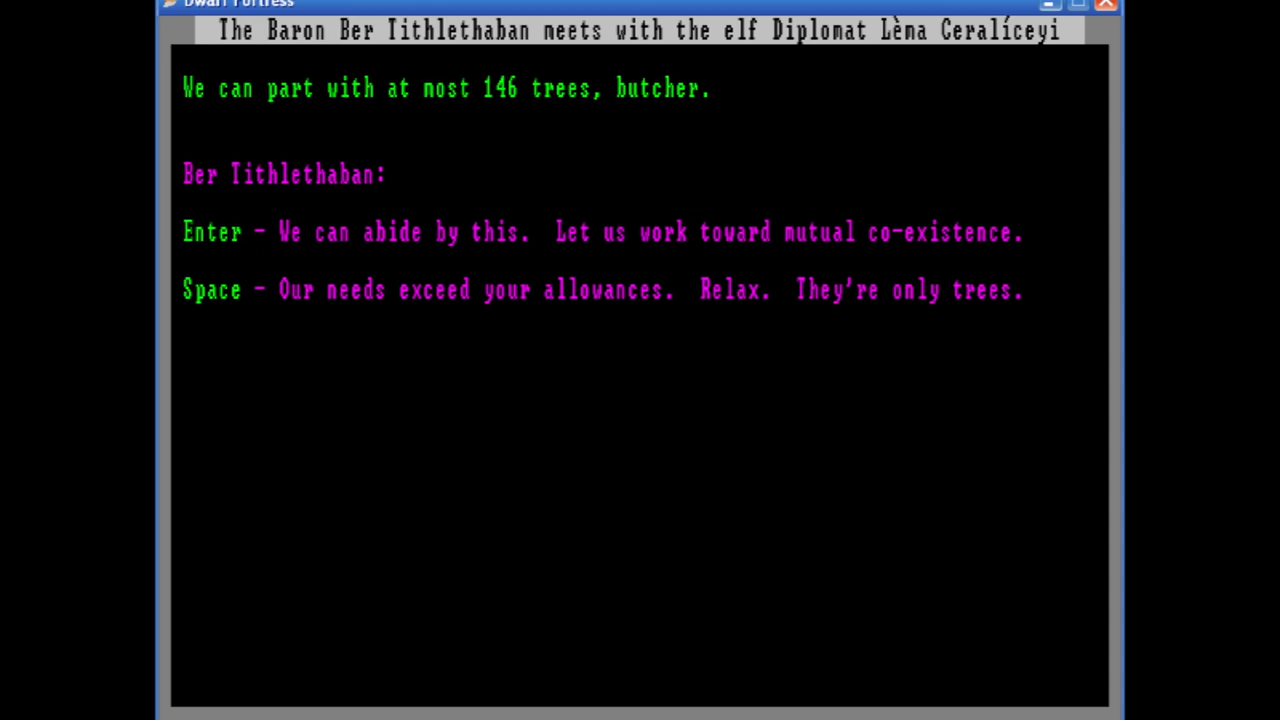 Dwarf Fortress
The Baron Ber Tithlethaban meets with the elf Diplomat Lèma Ceralíceyi
We can part with at most 146 trees, butcher.
Ber Tithlethaban:
Enter - We can abide by this.  Let us work toward mutual co-existence.
Space - Our needs exceed your allowances.  Relax.  They're only trees.